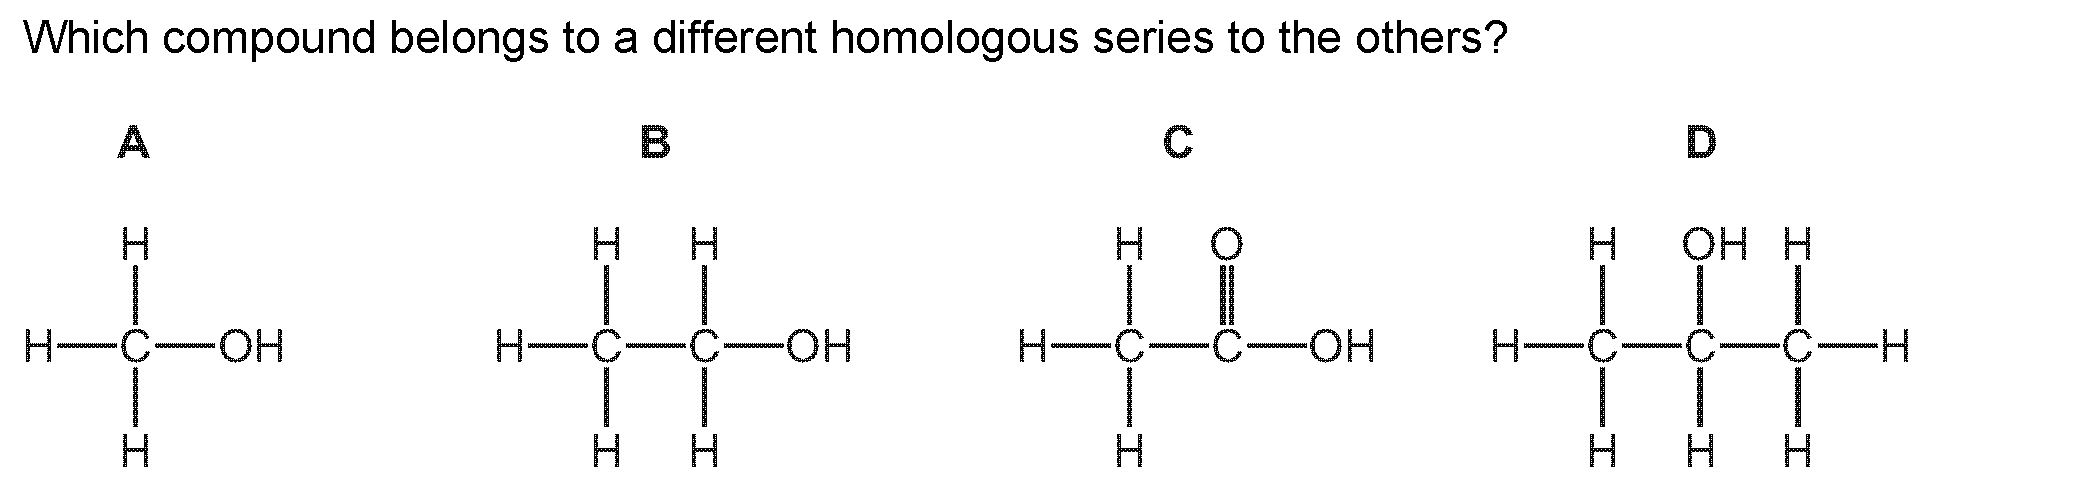 Which compound belongs to a different homologous series to the others?
A B C D
H H H H O H OH H
H C OH H C C OH H C C OH H C C C H
H H H H H H H